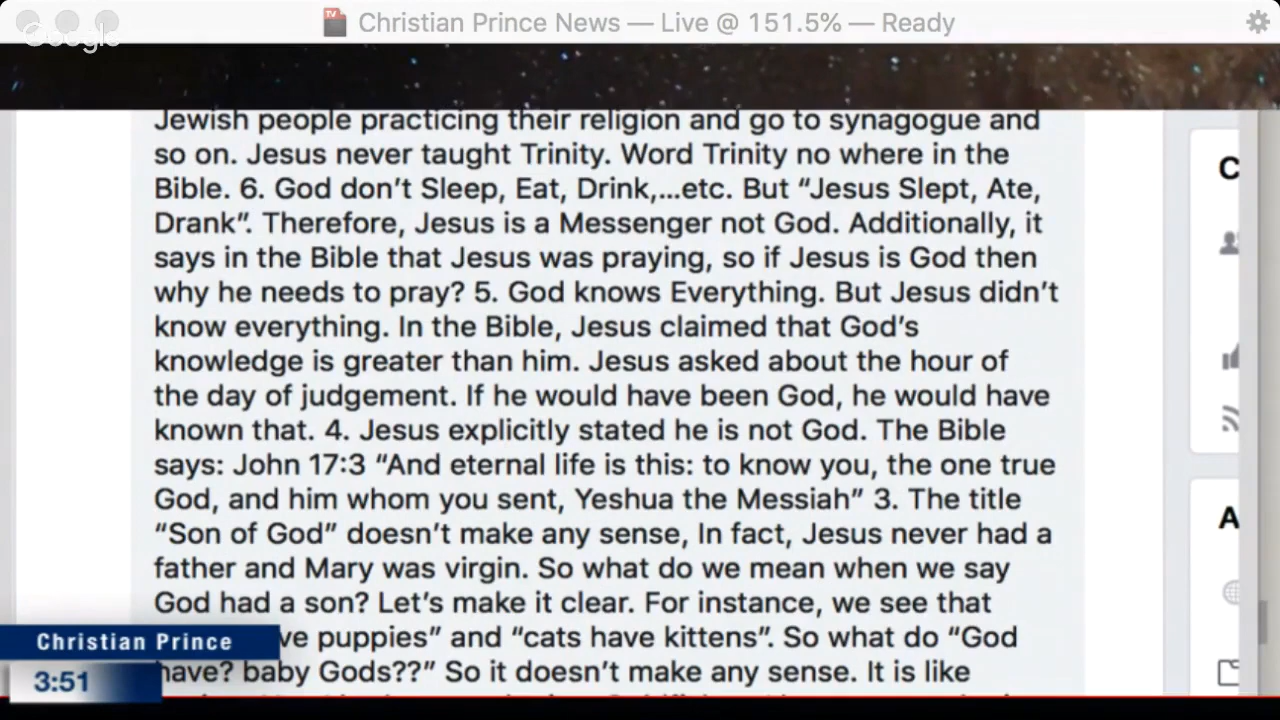 Christian Prince News — Live @ 151.5% — Ready
Google
Jewish people practicing their religion and go to synagogue and
so on. Jesus never taught Trinity. Word Trinity no where in the
Bible. 6. God don’t Sleep, Eat, Drink,...etc. But “Jesus Slept, Ate,
Drank”. Therefore, Jesus is a Messenger not God. Additionally, it
says in the Bible that Jesus was praying, so if Jesus is God then
why he needs to pray? 5. God knows Everything. But Jesus didn’t
know everything. In the Bible, Jesus claimed that God’s
knowledge is greater than him. Jesus asked about the hour of
the day of judgement. If he would have been God, he would have
known that. 4. Jesus explicitly stated he is not God. The Bible
says: John 17:3 “And eternal life is this: to know you, the one true
God, and him whom you sent, Yeshua the Messiah” 3. The title
“Son of God” doesn’t make any sense, In fact, Jesus never had a
father and Mary was virgin. So what do we mean when we say
God had a son? Let’s make it clear. For instance, we see that
ve puppies” and “cats have kittens”. So what do “God
have? baby Gods??” So it doesn’t make any sense. It is like
C
A
Christian Prince
3:51